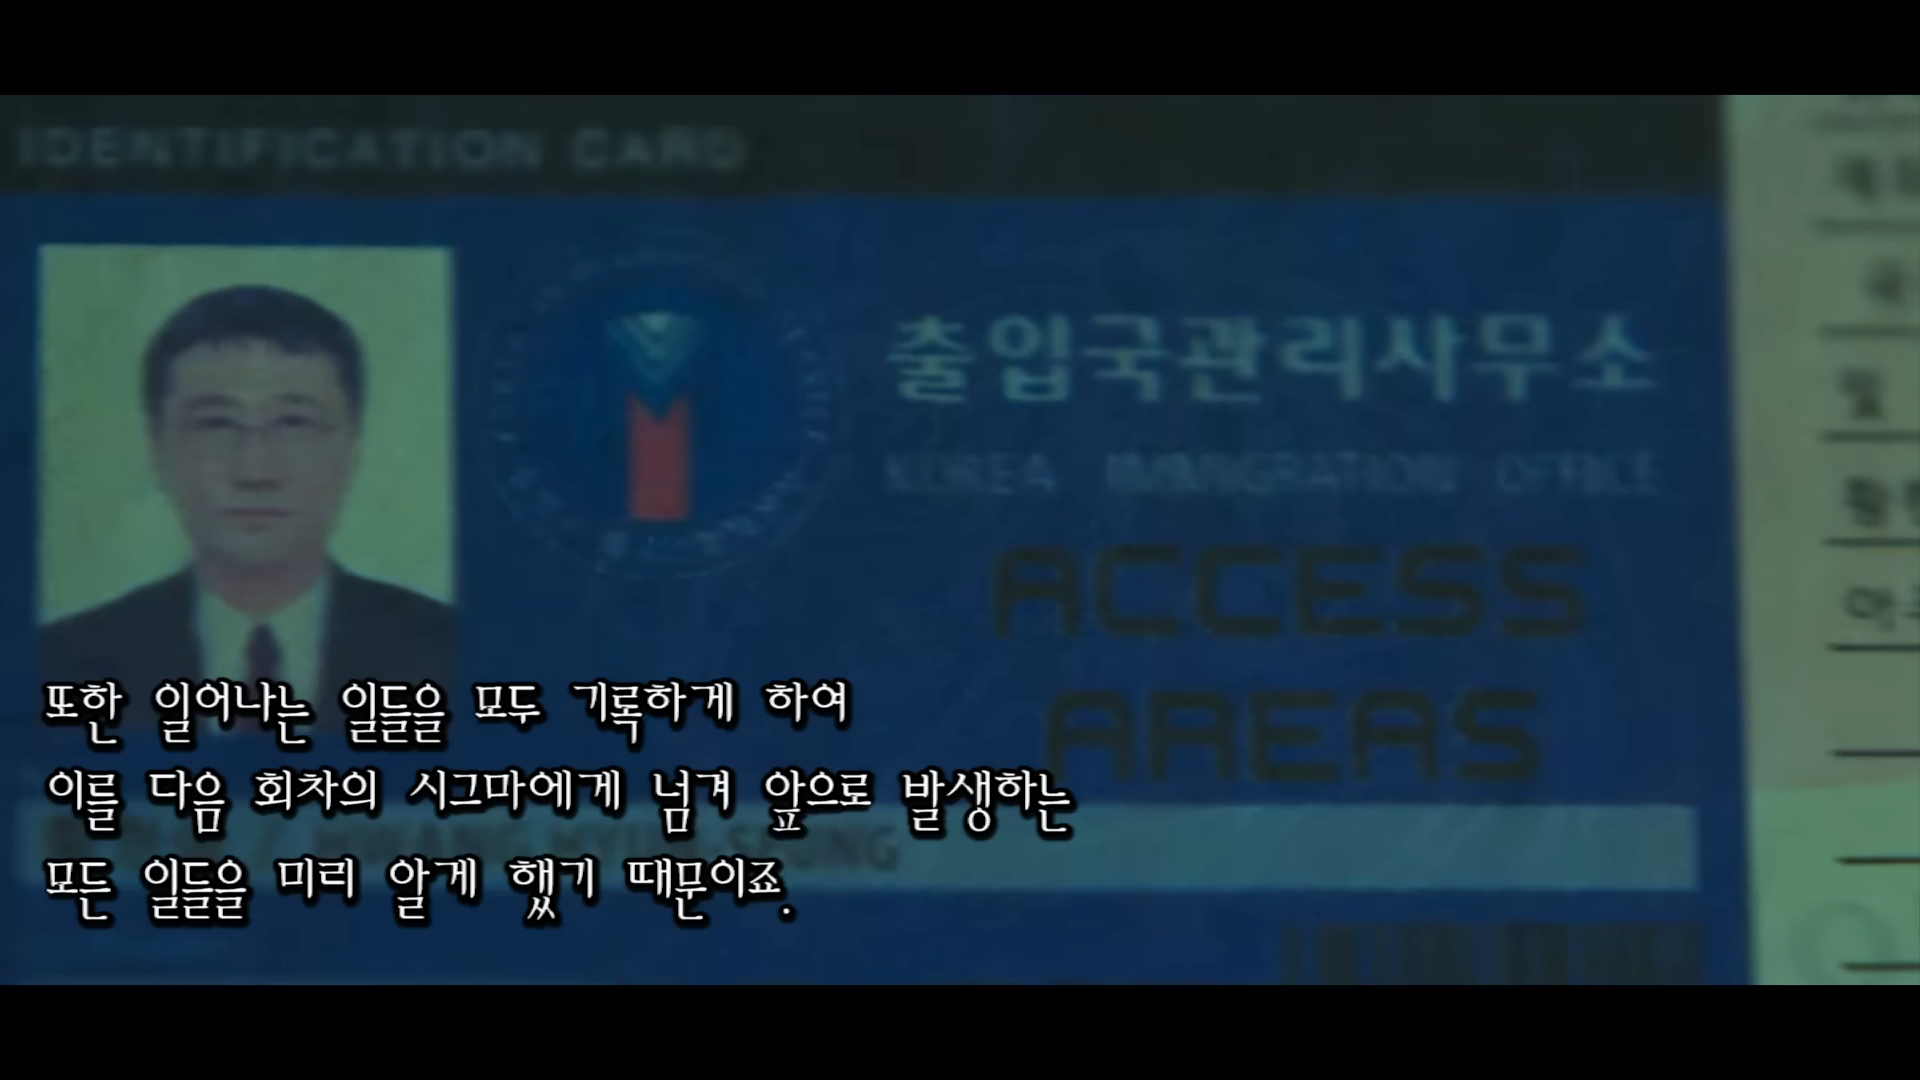 IDENTIFICATION CARD
출입국관리사무소
KOREA IMMIGRATION OFFICE
ACCESS
AREAS
또한 일어나는 일들을 모두 기록하게 하여
이를 다음 회차의 시그마에게 넘겨 앞으로 발생하는
모든 일들을 미리 알게 했기 때문이죠.